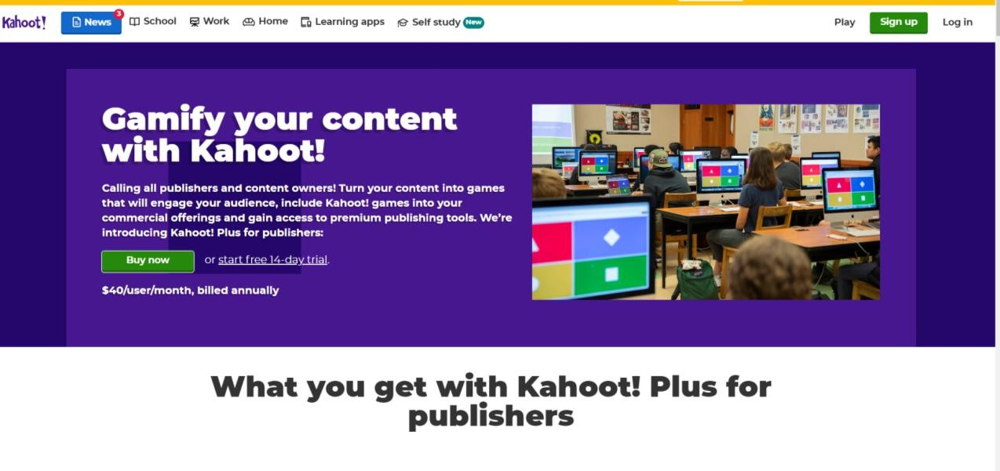 Kahoot!
News
3
School
Work
Home
Learning apps
Self study
New
Play
Sign up
Log in
Gamify your content
with Kahoot!
Calling all publishers and content owners! Turn your content into games
that will engage your audience, include Kahoot! games into your
commercial offerings and gain access to premium publishing tools. We’re
introducing Kahoot! Plus for publishers:
Buy now
or start free 14-day trial.
$40/user/month, billed annually
What you get with Kahoot! Plus for
publishers